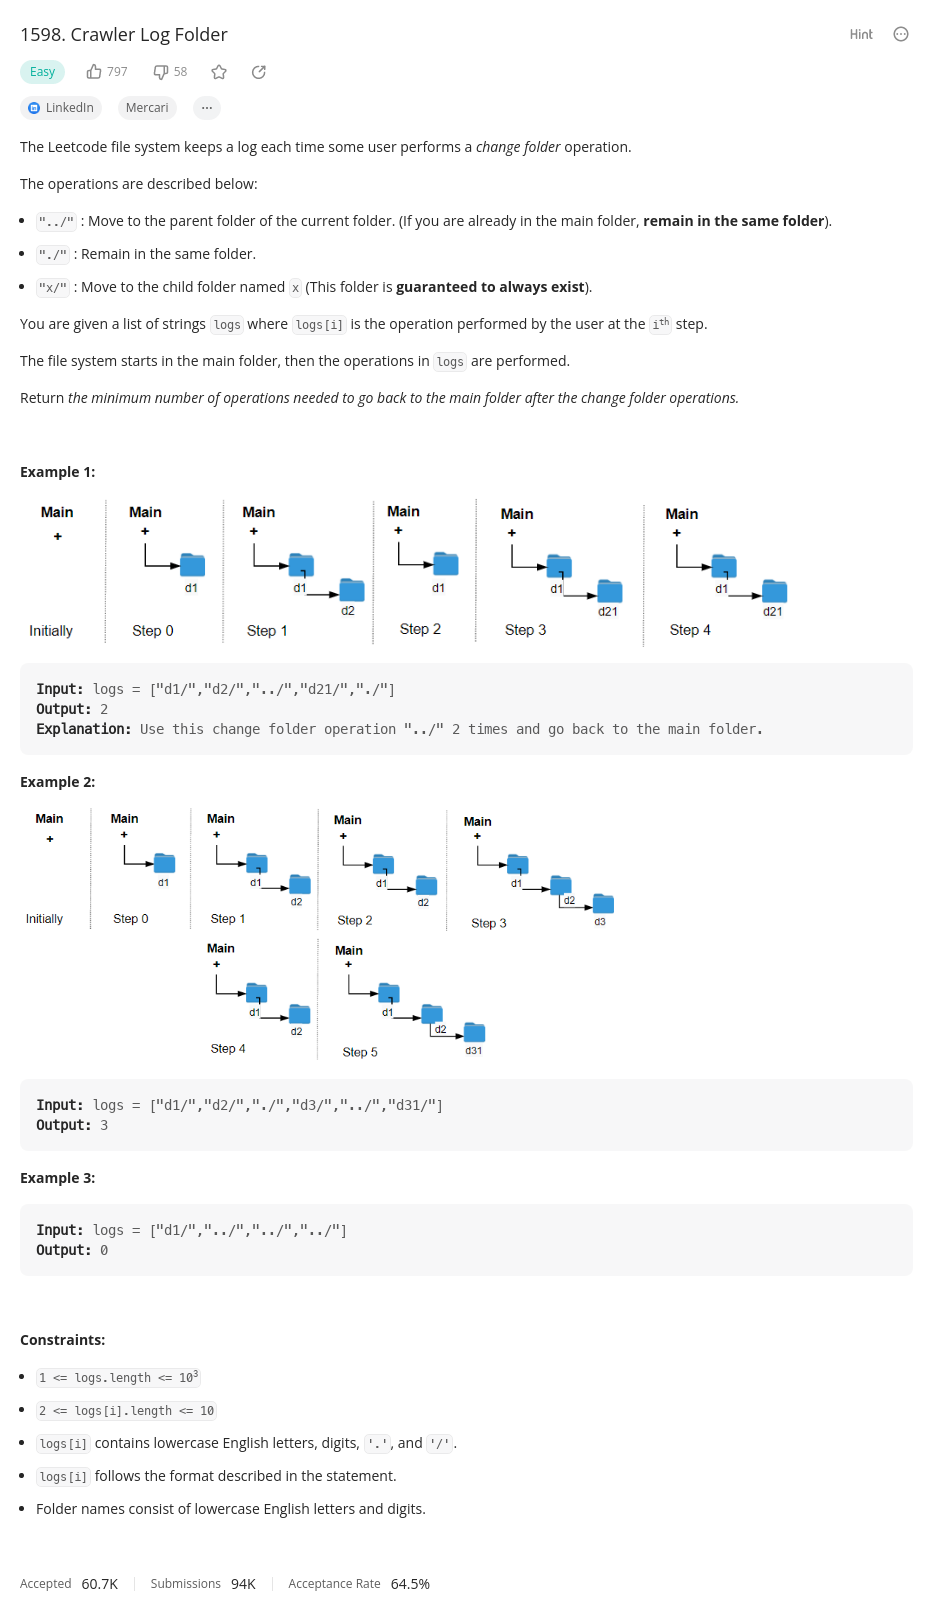 1598. Crawler Log Folder
Hint
Easy 797 58
LinkedIn Mercari ...
The Leetcode file system keeps a log each time some user performs a change folder operation.
The operations are described below:
• "../" : Move to the parent folder of the current folder. (If you are already in the main folder, remain in the same folder).
• "./" : Remain in the same folder.
• "x/" : Move to the child folder named x (This folder is guaranteed to always exist).
You are given a list of strings logs where logs[i] is the operation performed by the user at the iᵗʰ step.
The file system starts in the main folder, then the operations in logs are performed.
Return the minimum number of operations needed to go back to the main folder after the change folder operations.
Example 1:
Main Main Main Main Main Main
+ + + + + +
d1 d1 d1 d1 d1
d2 d21 d21
Initially Step 0 Step 1 Step 2 Step 3 Step 4
Input: logs = ["d1/","d2/","../","d21/","./"]
Output: 2
Explanation: Use this change folder operation "../" 2 times and go back to the main folder.
Example 2:
Main Main Main Main Main
+ + + + +
d1 d1 d1 d1
d2 d2 d2
d3
Initially Step 0 Step 1 Step 2 Step 3
Main Main
+ +
d1 d1
d2 d2
d31
Step 4 Step 5
Input: logs = ["d1/","d2/","./","d3/","../","d31/"]
Output: 3
Example 3:
Input: logs = ["d1/","../","../","../"]
Output: 0
Constraints:
• 1 <= logs.length <= 10³
• 2 <= logs[i].length <= 10
• logs[i] contains lowercase English letters, digits, '.', and '/'.
• logs[i] follows the format described in the statement.
• Folder names consist of lowercase English letters and digits.
Accepted 60.7K Submissions 94K Acceptance Rate 64.5%